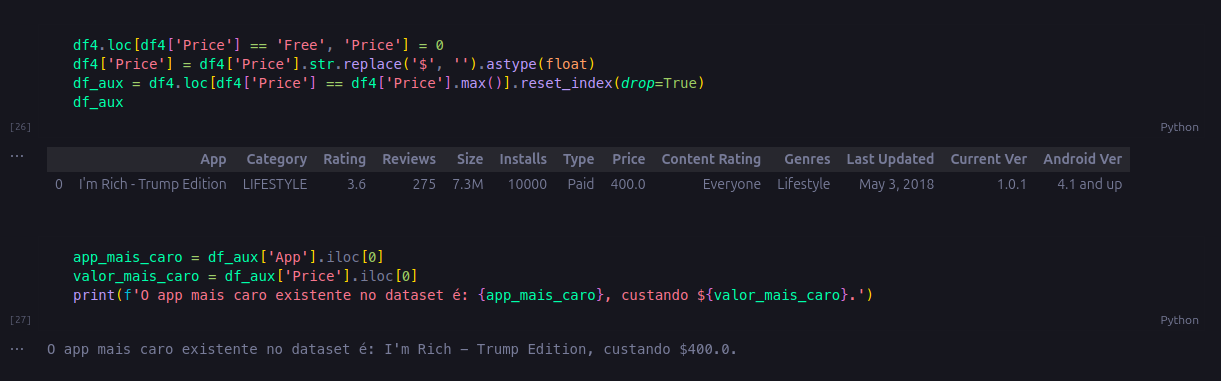 df4.loc[df4['Price'] == 'Free', 'Price'] = 0
df4['Price'] = df4['Price'].str.replace('$', '').astype(float)
df_aux = df4.loc[df4['Price'] == df4['Price'].max()].reset_index(drop=True)
df_aux
[26] Python
... App Category Rating Reviews Size Installs Type Price Content Rating Genres Last Updated Current Ver Android Ver
0 I'm Rich - Trump Edition LIFESTYLE 3.6 275 7.3M 10000 Paid 400.0 Everyone Lifestyle May 3, 2018 1.0.1 4.1 and up
app_mais_caro = df_aux['App'].iloc[0]
valor_mais_caro = df_aux['Price'].iloc[0]
print(f'O app mais caro existente no dataset é: {app_mais_caro}, custando ${valor_mais_caro}.')
[27] Python
... O app mais caro existente no dataset é: I'm Rich – Trump Edition, custando $400.0.